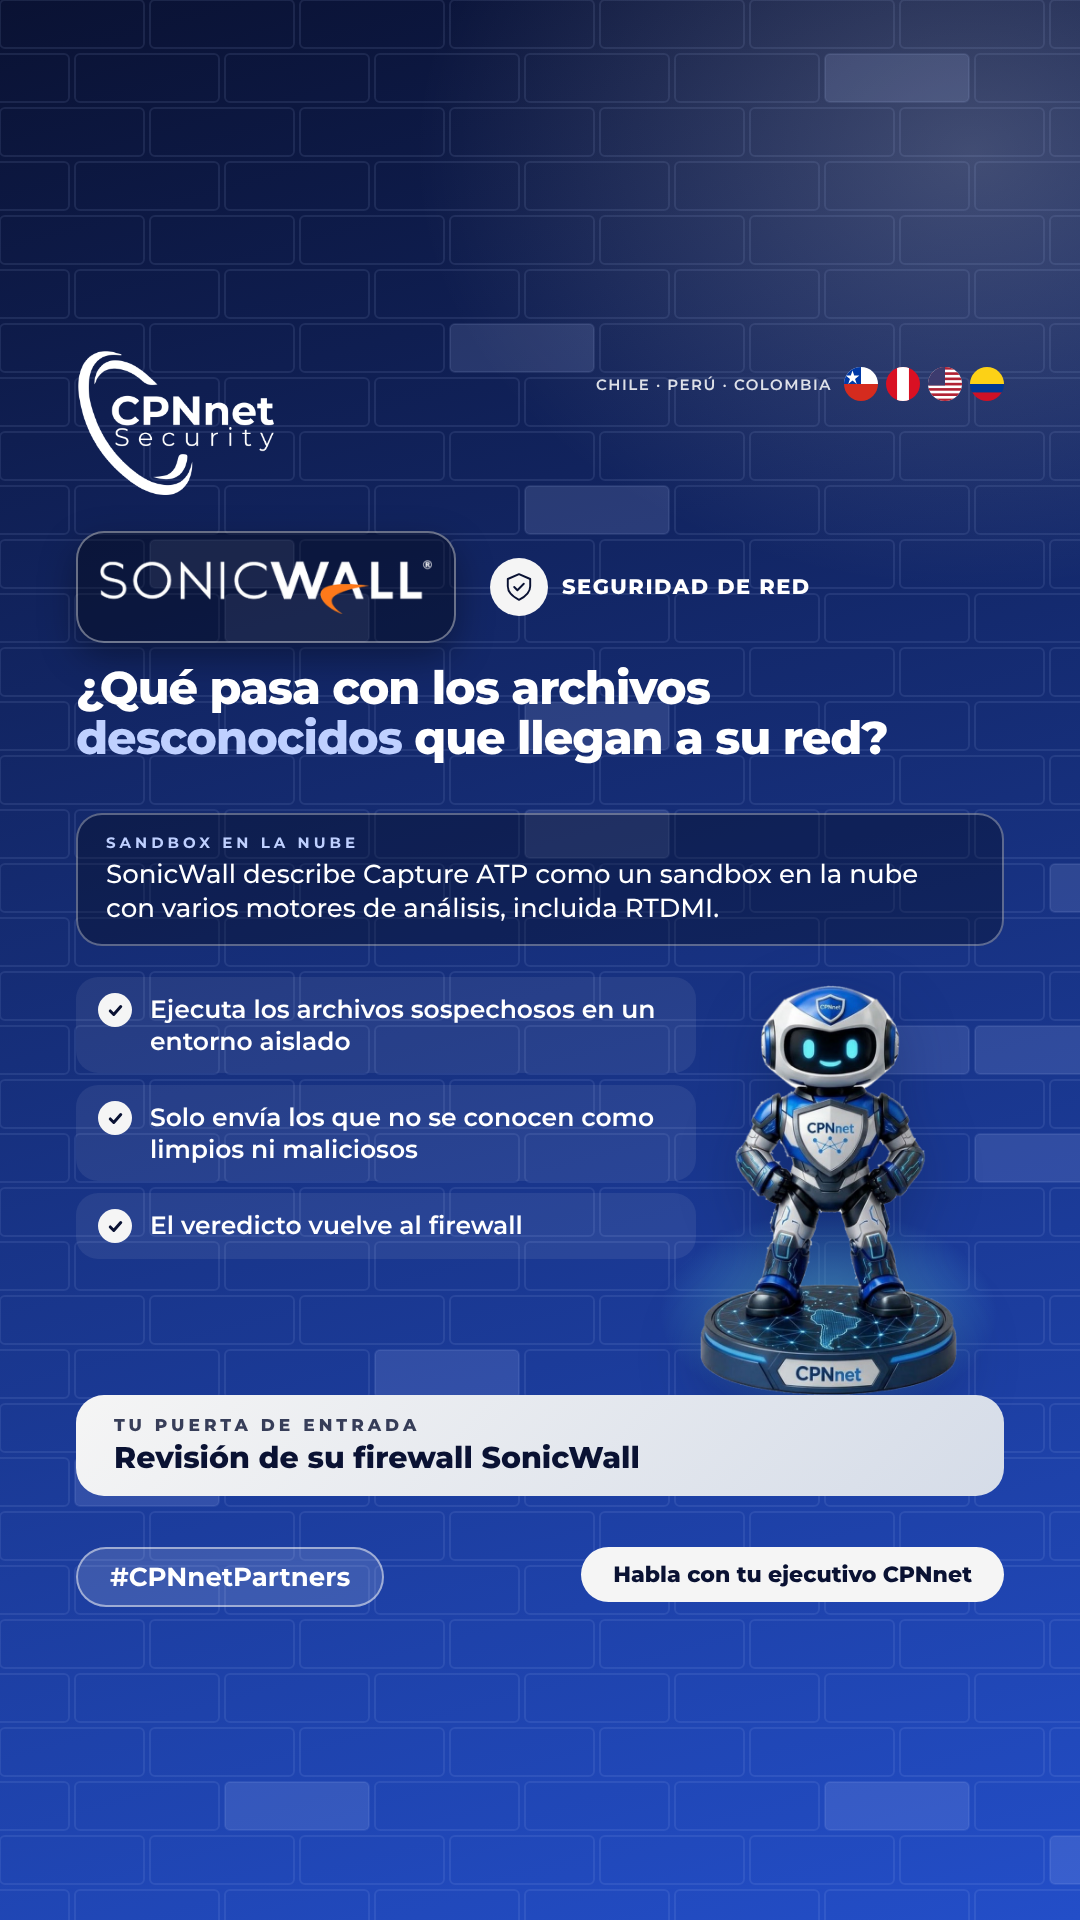 CPNnet
Security
CHILE · PERÚ · COLOMBIA
SONICWALL®
SEGURIDAD DE RED
¿Qué pasa con los archivos
desconocidos que llegan a su red?
SANDBOX EN LA NUBE
SonicWall describe Capture ATP como un sandbox en la nube
con varios motores de análisis, incluida RTDMI.
Ejecuta los archivos sospechosos en un
entorno aislado
Solo envía los que no se conocen como
limpios ni maliciosos
El veredicto vuelve al firewall
CPNnet
CPNnet
CPNnet
TU PUERTA DE ENTRADA
Revisión de su firewall SonicWall
#CPNnetPartners
Habla con tu ejecutivo CPNnet